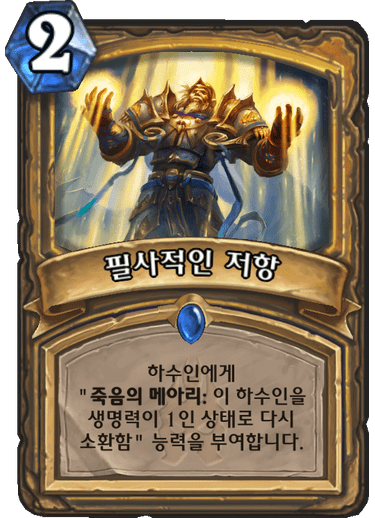 2
필사적인 저항
하수인에게
"죽음의 메아리: 이 하수인을
생명력이 1인 상태로 다시
소환함" 능력을 부여합니다.